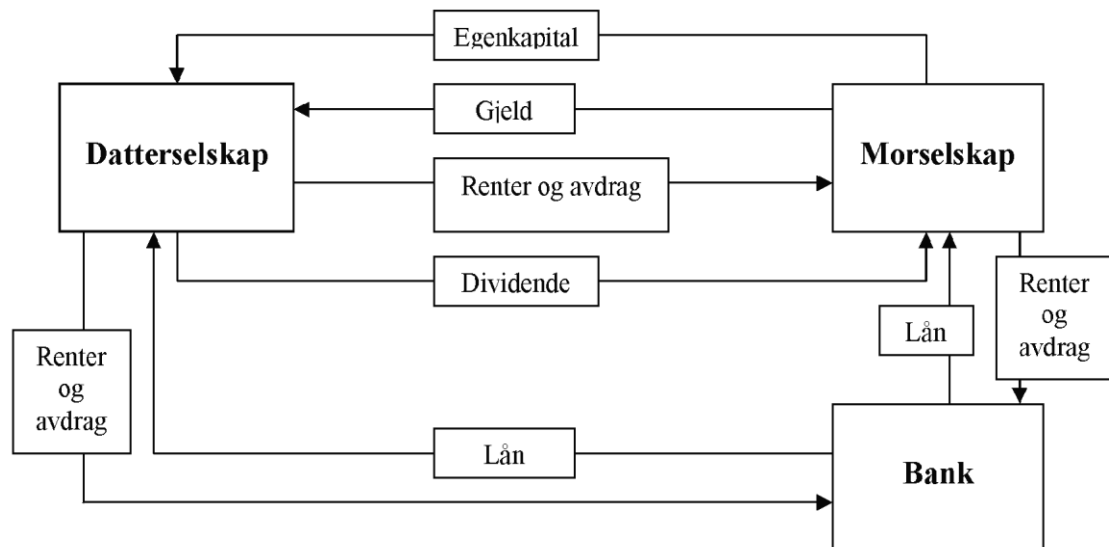 Egenkapital
Gjeld
Datterselskap
Morselskap
Renter og avdrag
Dividende
Renter
og
avdrag
Lån
Renter
og
avdrag
Lån
Bank